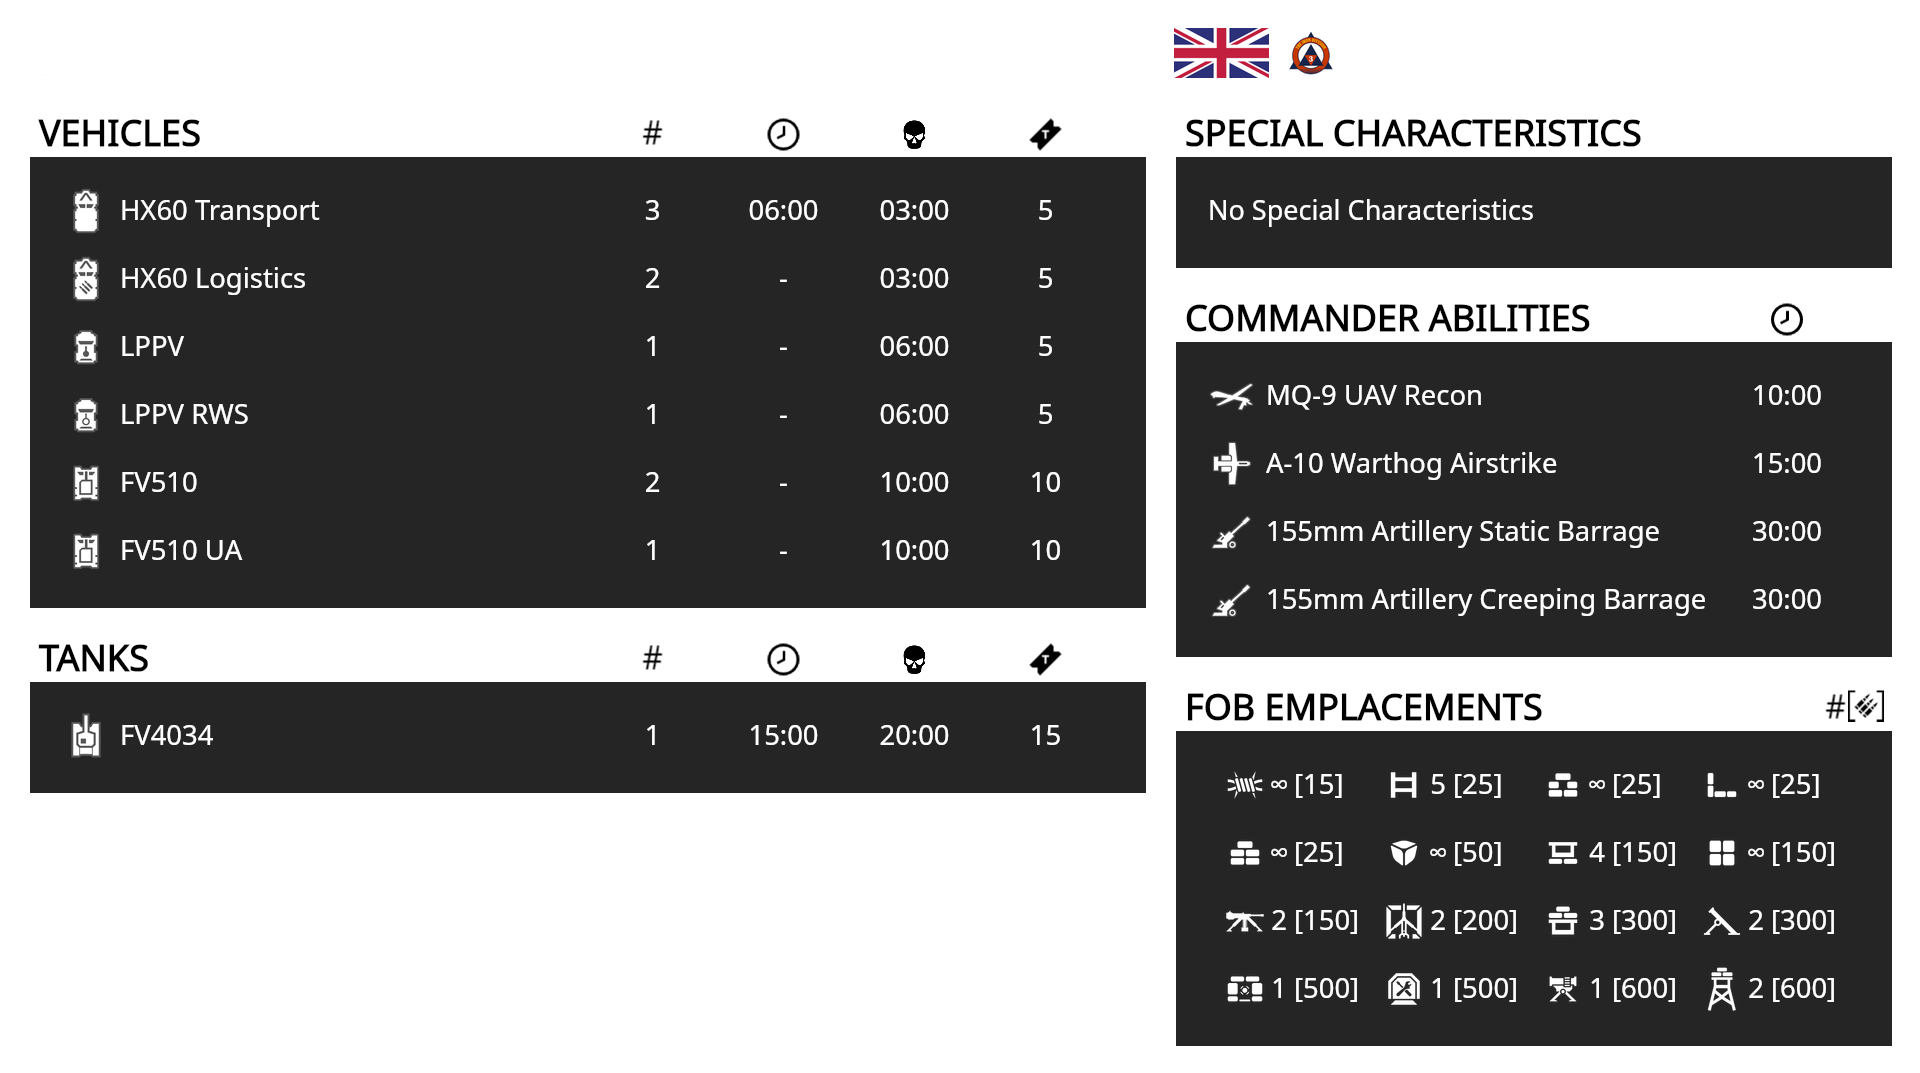 VEHICLES #
HX60 Transport 3 06:00 03:00 5
HX60 Logistics 2 - 03:00 5
LPPV 1 - 06:00 5
LPPV RWS 1 - 06:00 5
FV510 2 - 10:00 10
FV510 UA 1 - 10:00 10
TANKS #
FV4034 1 15:00 20:00 15
SPECIAL CHARACTERISTICS
No Special Characteristics
COMMANDER ABILITIES
MQ-9 UAV Recon 10:00
A-10 Warthog Airstrike 15:00
155mm Artillery Static Barrage 30:00
155mm Artillery Creeping Barrage 30:00
FOB EMPLACEMENTS #[]
∞ [15] 5 [25] ∞ [25] ∞ [25]
∞ [25] ∞ [50] 4 [150] ∞ [150]
2 [150] 2 [200] 3 [300] 2 [300]
1 [500] 1 [500] 1 [600] 2 [600]